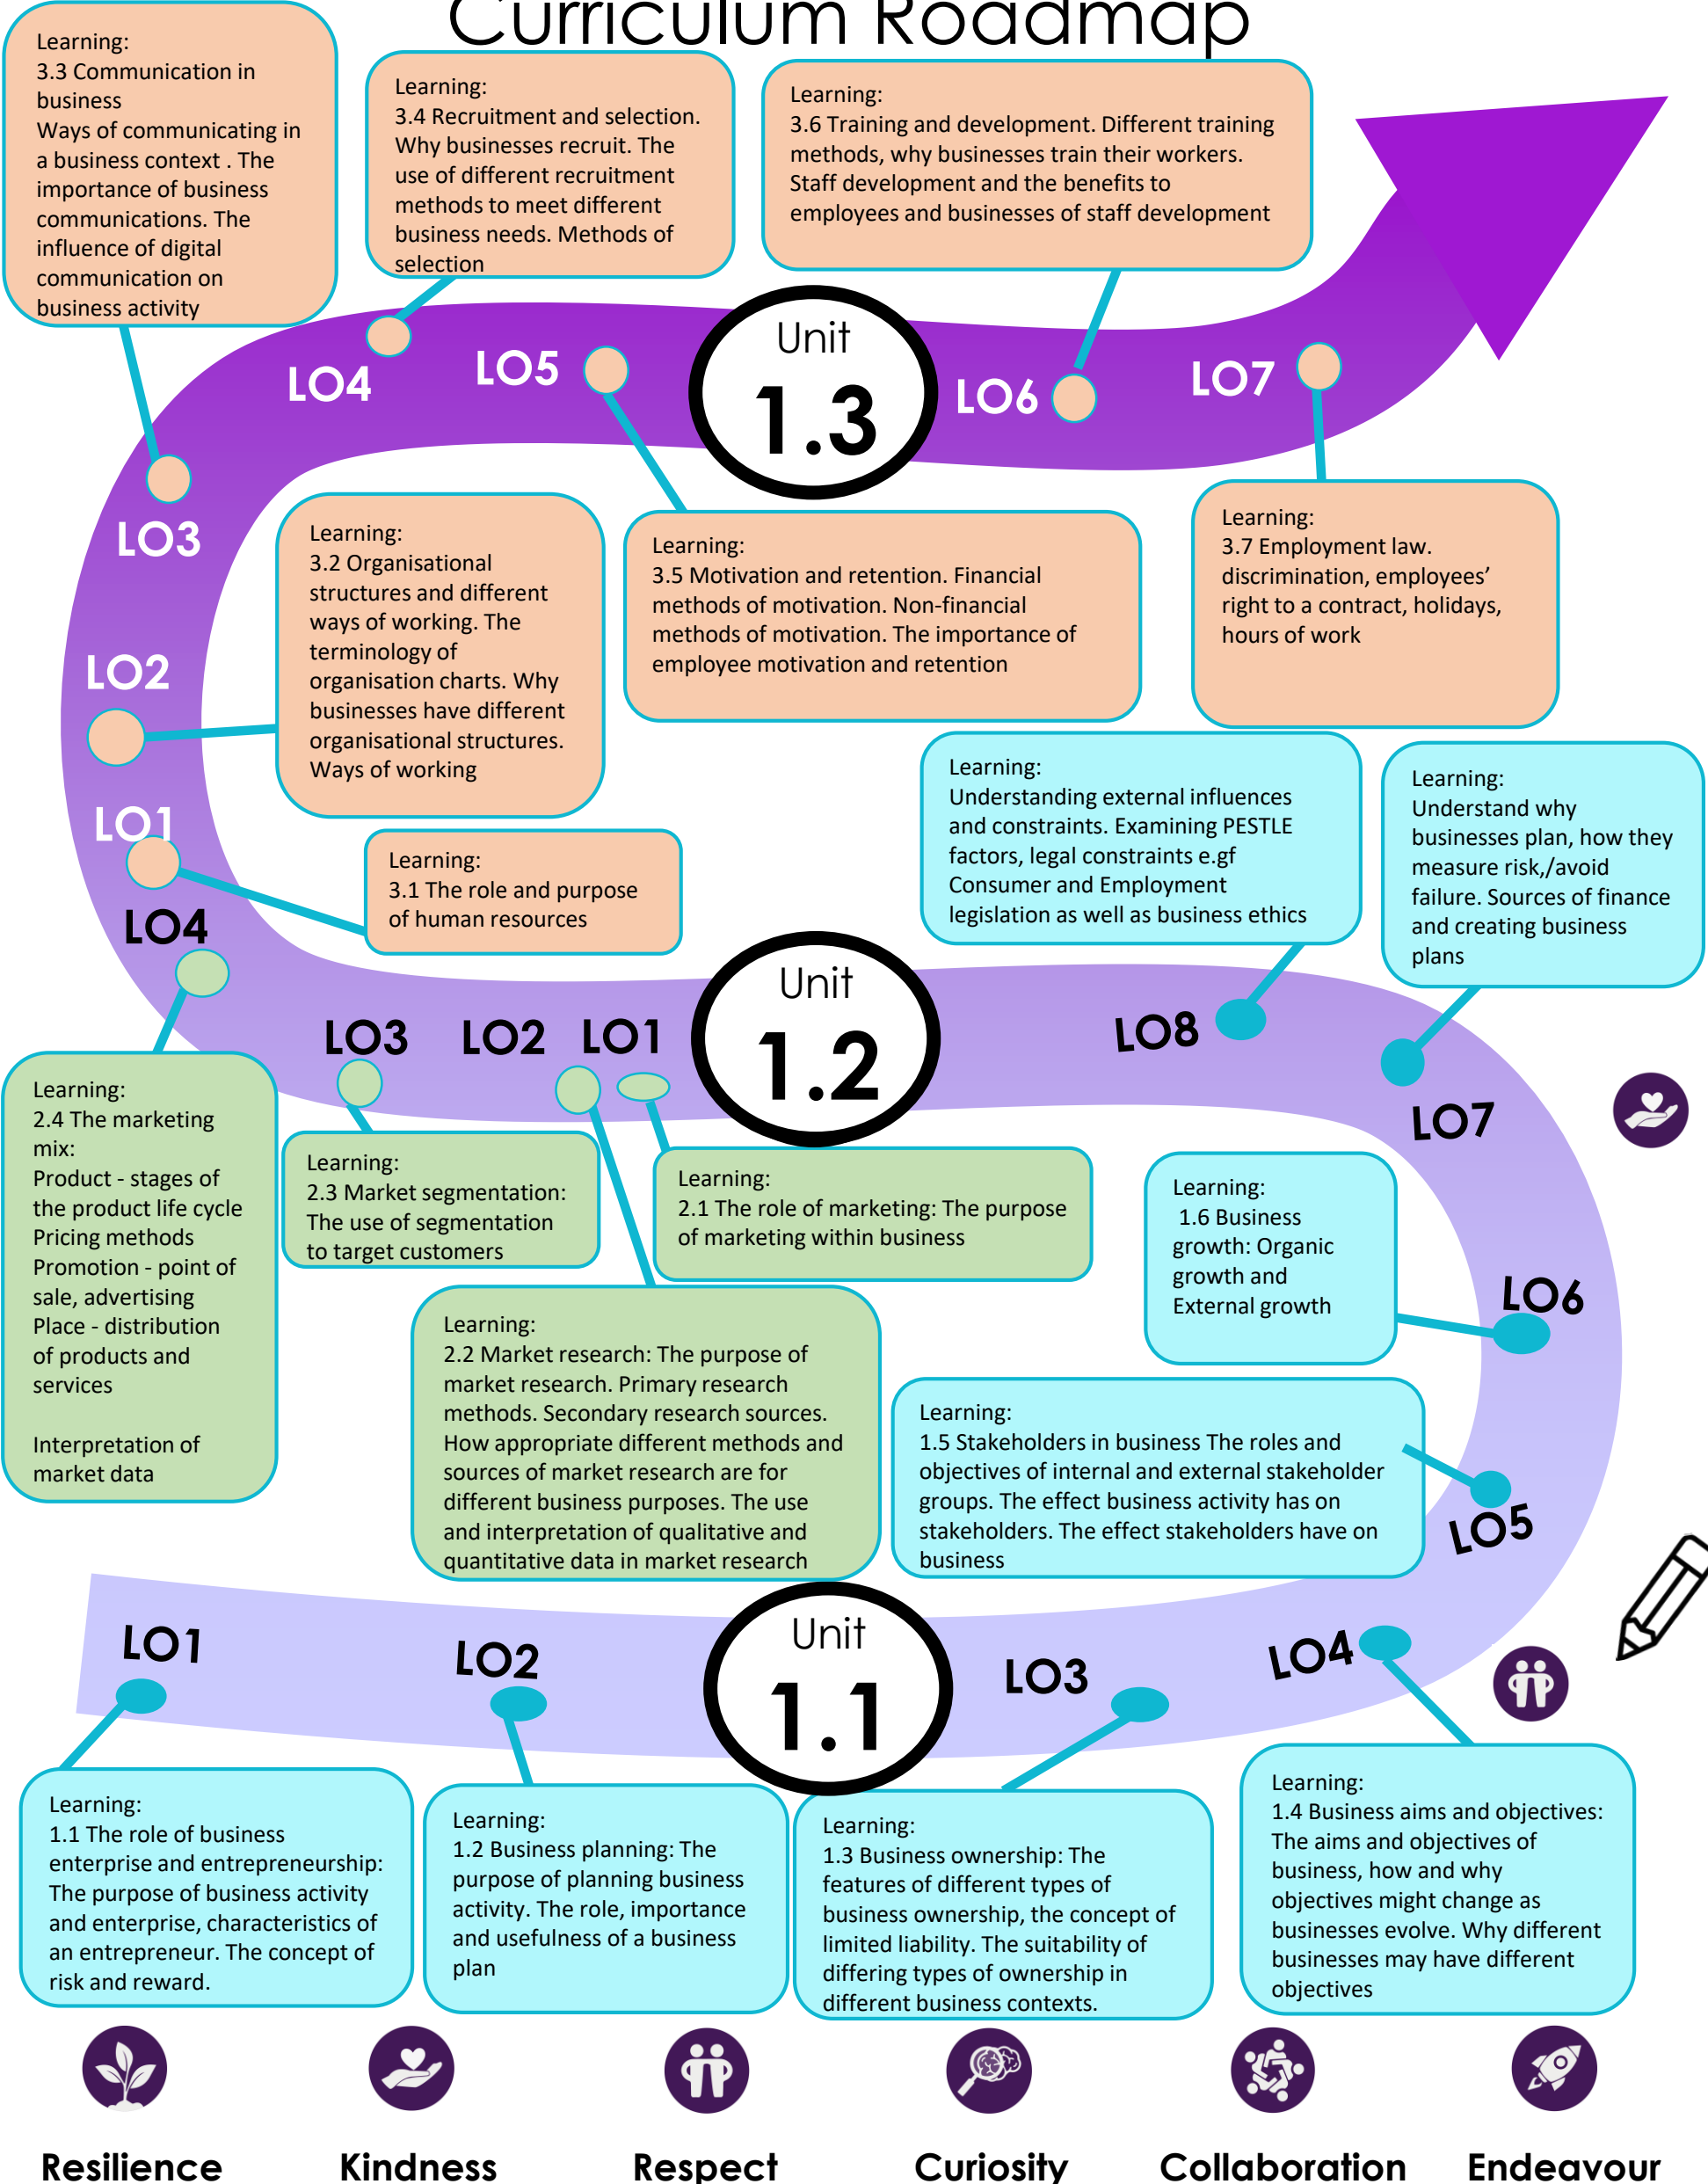 Curriculum Roadmap
Learning:
3.3 Communication in
business
Ways of communicating in
a business context . The
importance of business
communications. The
influence of digital
communication on
business activity
Learning:
3.4 Recruitment and selection.
Why businesses recruit. The
use of different recruitment
methods to meet different
business needs. Methods of
selection
Learning:
3.6 Training and development. Different training
methods, why businesses train their workers.
Staff development and the benefits to
employees and businesses of staff development
LO4
LO5
Unit
1.3
LO6
LO7
LO3
Learning:
3.2 Organisational
structures and different
ways of working. The
terminology of
organisation charts. Why
businesses have different
organisational structures.
Ways of working
Learning:
3.5 Motivation and retention. Financial
methods of motivation. Non-financial
methods of motivation. The importance of
employee motivation and retention
Learning:
3.7 Employment law.
discrimination, employees’
right to a contract, holidays,
hours of work
LO2
LO1
Learning:
3.1 The role and purpose
of human resources
Learning:
Understanding external influences
and constraints. Examining PESTLE
factors, legal constraints e.gf
Consumer and Employment
legislation as well as business ethics
Learning:
Understand why
businesses plan, how they
measure risk,/avoid
failure. Sources of finance
and creating business
plans
LO4
LO3
LO2
LO1
Unit
1.2
LO8
LO7
Learning:
2.4 The marketing
mix:
Product - stages of
the product life cycle
Pricing methods
Promotion - point of
sale, advertising
Place - distribution
of products and
services
Interpretation of
market data
Learning:
2.3 Market segmentation:
The use of segmentation
to target customers
Learning:
2.1 The role of marketing: The purpose
of marketing within business
Learning:
1.6 Business
growth: Organic
growth and
External growth
LO6
Learning:
2.2 Market research: The purpose of
market research. Primary research
methods. Secondary research sources.
How appropriate different methods and
sources of market research are for
different business purposes. The use
and interpretation of qualitative and
quantitative data in market research
Learning:
1.5 Stakeholders in business The roles and
objectives of internal and external stakeholder
groups. The effect business activity has on
stakeholders. The effect stakeholders have on
business
LO5
LO1
LO2
Unit
1.1
LO3
LO4
Learning:
1.1 The role of business
enterprise and entrepreneurship:
The purpose of business activity
and enterprise, characteristics of
an entrepreneur. The concept of
risk and reward.
Learning:
1.2 Business planning: The
purpose of planning business
activity. The role, importance
and usefulness of a business
plan
Learning:
1.3 Business ownership: The
features of different types of
business ownership, the concept of
limited liability. The suitability of
differing types of ownership in
different business contexts.
Learning:
1.4 Business aims and objectives:
The aims and objectives of
business, how and why
objectives might change as
businesses evolve. Why different
businesses may have different
objectives
Resilience
Kindness
Respect
Curiosity
Collaboration
Endeavour